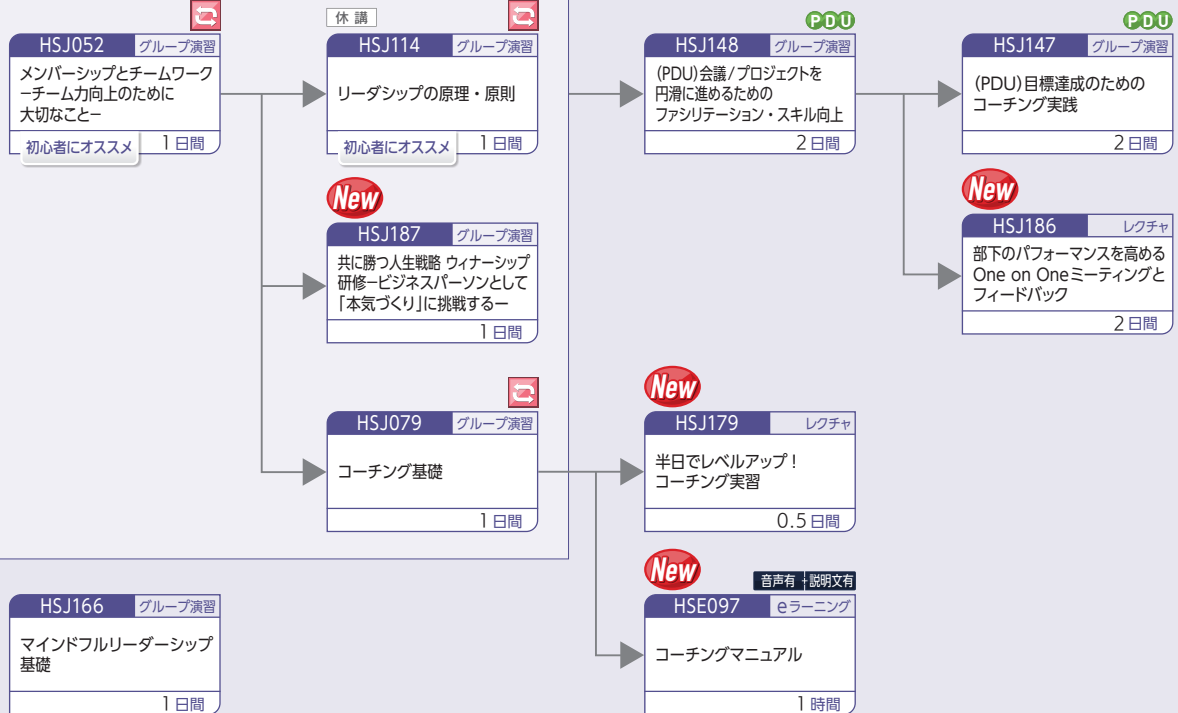 HSJ052 グループ演習
メンバーシップとチームワーク
−チーム力向上のために
大切なこと−
初心者にオススメ 1日間
休講
HSJ114 グループ演習
リーダシップの原理・原則
初心者にオススメ 1日間
PDU
HSJ148 グループ演習
(PDU)会議/プロジェクトを
円滑に進めるための
ファシリテーション・スキル向上
2日間
PDU
HSJ147 グループ演習
(PDU)目標達成のための
コーチング実践
2日間
New
HSJ187 グループ演習
共に勝つ人生戦略 ウィナーシップ
研修−ビジネスパーソンとして
「本気づくり」に挑戦するー
1日間
New
HSJ186 レクチャ
部下のパフォーマンスを高める
One on Oneミーティングと
フィードバック
2日間
HSJ079 グループ演習
コーチング基礎
1日間
New
HSJ179 レクチャ
半日でレベルアップ！
コーチング実習
0.5日間
New
音声有・説明文有
HSE097 eラーニング
コーチングマニュアル
1時間
HSJ166 グループ演習
マインドフルリーダーシップ
基礎
1日間